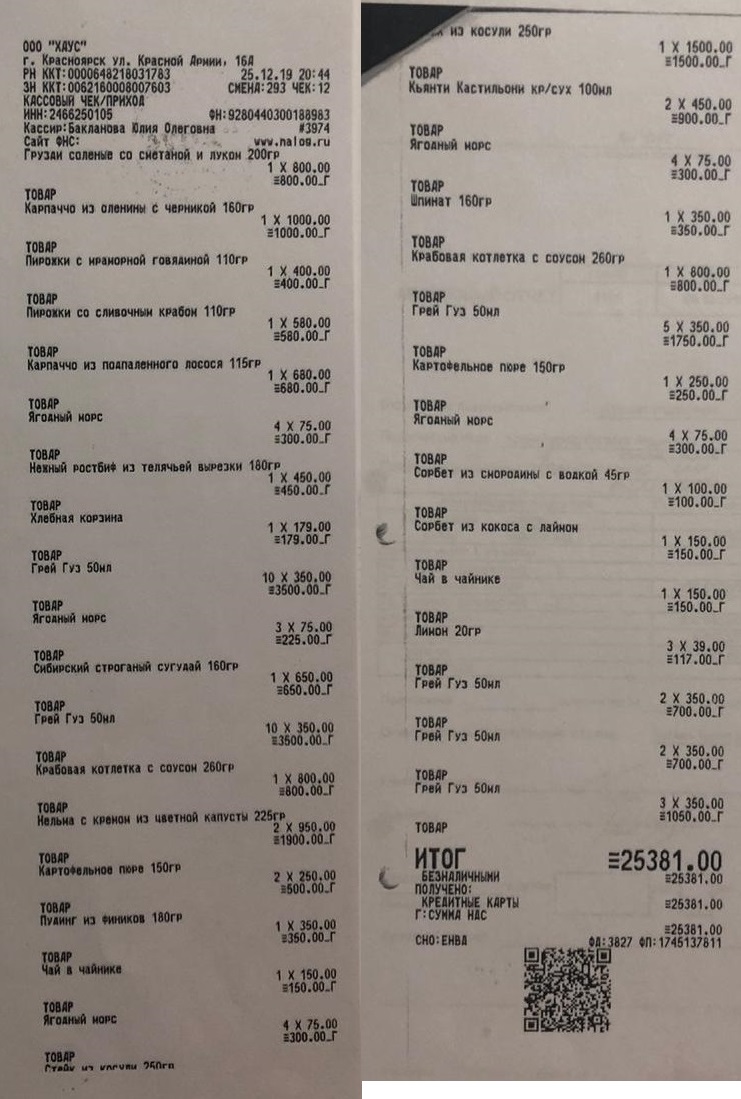 ООО "ХАУС"
г. Красноярск ул. Красной Армии, 16А
РН ККТ:0000648218031783 25.12.19 20:44
ЗН ККТ:0062160008007603 СМЕНА:293 ЧЕК:12
КАССОВЫЙ ЧЕК/ПРИХОД
ИНН:2466250105 ФН:9280440300188983
Кассир:Бакланова Юлия Олеговна #3974
Сайт ФНС: www.nalog.ru
Грузди соленые со сметаной и луком 200гр
1 X 800.00
≡800.00_Г
ТОВАР
Карпаччо из оленины с черникой 160гр
1 X 1000.00
≡1000.00_Г
ТОВАР
Пирожки с мраморной говядиной 110гр
1 X 400.00
≡400.00_Г
ТОВАР
Пирожки со сливочным крабом 110гр
1 X 580.00
≡580.00_Г
ТОВАР
Карпаччо из подпаленного лосося 115гр
1 X 680.00
≡680.00_Г
ТОВАР
Ягодный морс
4 X 75.00
≡300.00_Г
ТОВАР
Нежный ростбиф из телячьей вырезки 180гр
1 X 450.00
≡450.00_Г
ТОВАР
Хлебная корзина
1 X 179.00
≡179.00_Г
ТОВАР
Грей Гуз 50мл
10 X 350.00
≡3500.00_Г
ТОВАР
Ягодный морс
3 X 75.00
≡225.00_Г
ТОВАР
Сибирский строганый сугудай 160гр
1 X 650.00
≡650.00_Г
ТОВАР
Грей Гуз 50мл
10 X 350.00
≡3500.00_Г
ТОВАР
Крабовая котлетка с соусом 260гр
1 X 800.00
≡800.00_Г
ТОВАР
Нельма с кремом из цветной капусты 225гр
2 X 950.00
≡1900.00_Г
ТОВАР
Картофельное пюре 150гр
2 X 250.00
≡500.00_Г
ТОВАР
Пудинг из фиников 180гр
1 X 350.00
≡350.00_Г
ТОВАР
Чай в чайнике
1 X 150.00
≡150.00_Г
ТОВАР
Ягодный морс
4 X 75.00
≡300.00_Г
ТОВАР
Стейк из косули 250гр
из косули 250гр
1 X 1500.00
≡1500.00_Г
ТОВАР
Кьянти Кастильони кр/сух 100мл
2 X 450.00
≡900.00_Г
ТОВАР
Ягодный морс
4 X 75.00
≡300.00_Г
ТОВАР
Шпинат 160гр
1 X 350.00
≡350.00_Г
ТОВАР
Крабовая котлетка с соусом 260гр
1 X 800.00
≡800.00_Г
ТОВАР
Грей Гуз 50мл
5 X 350.00
≡1750.00_Г
ТОВАР
Картофельное пюре 150гр
1 X 250.00
≡250.00_Г
ТОВАР
Ягодный морс
4 X 75.00
≡300.00_Г
ТОВАР
Сорбет из смородины с водкой 45гр
1 X 100.00
≡100.00_Г
ТОВАР
Сорбет из кокоса с лаймом
1 X 150.00
≡150.00_Г
ТОВАР
Чай в чайнике
1 X 150.00
≡150.00_Г
ТОВАР
Лимон 20гр
3 X 39.00
≡117.00_Г
ТОВАР
Грей Гуз 50мл
2 X 350.00
≡700.00_Г
ТОВАР
Грей Гуз 50мл
2 X 350.00
≡700.00_Г
ТОВАР
Грей Гуз 50мл
3 X 350.00
≡1050.00_Г
ТОВАР
ИТОГ ≡25381.00
БЕЗНАЛИЧНЫМИ ≡25381.00
ПОЛУЧЕНО:
КРЕДИТНЫЕ КАРТЫ ≡25381.00
Г:СУММА НДС
≡25381.00
СНО:ЕНВД ФД:3827 ФП:1745137811